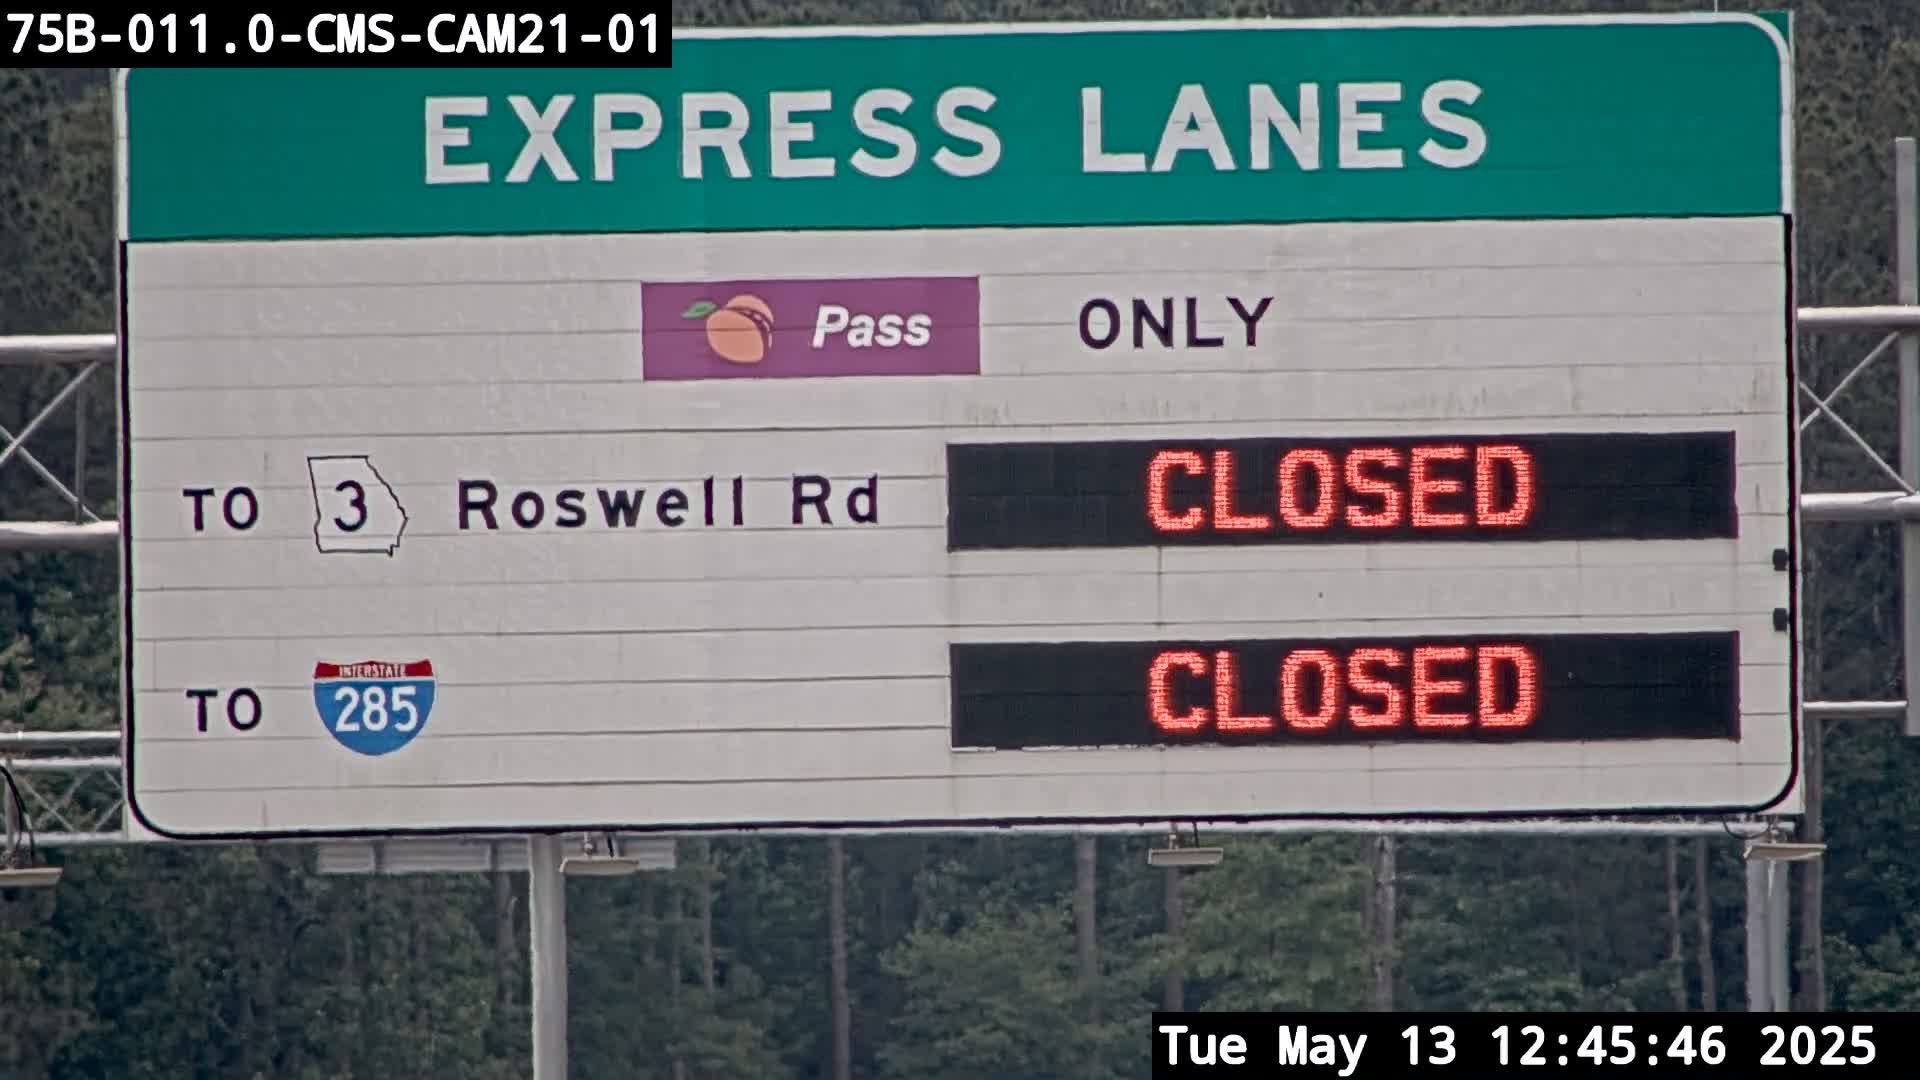 75B-011.0-CMS-CAM21-01
EXPRESS LANES
Pass ONLY
TO 3 Roswell Rd CLOSED
INTERSTATE
TO 285 CLOSED
Tue May 13 12:45:46 2025